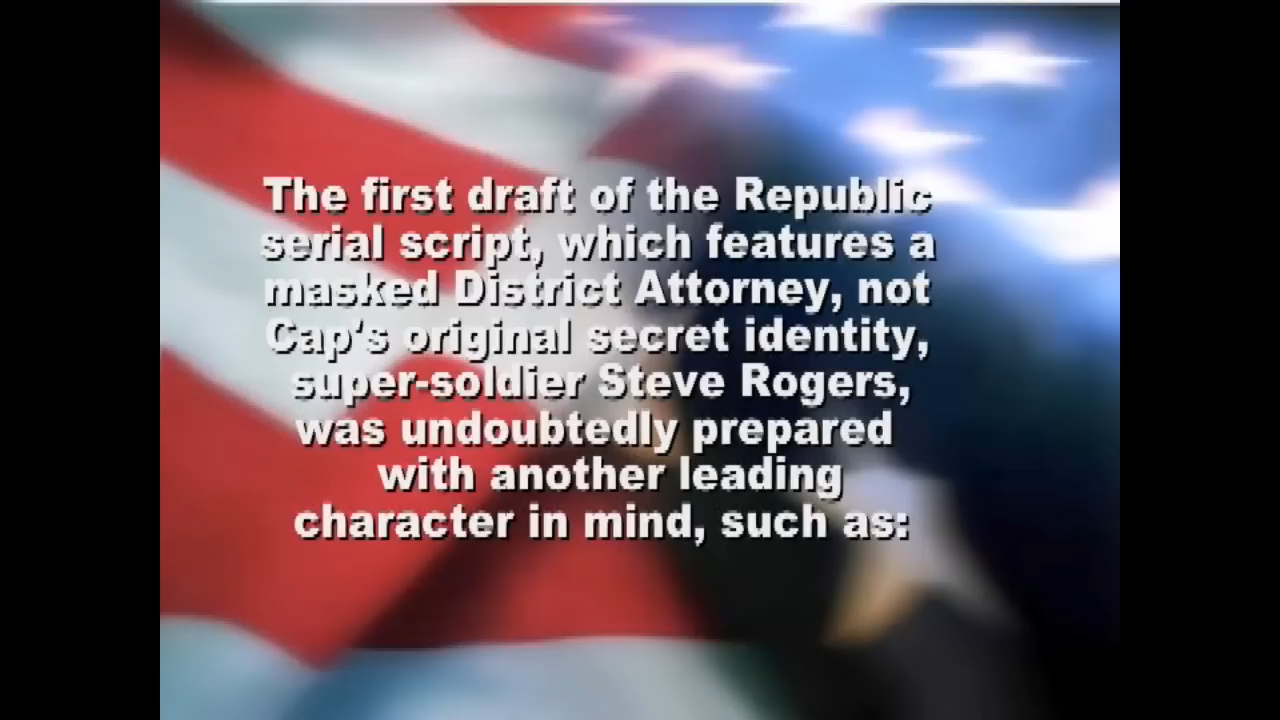 The first draft of the Republic
serial script, which features a
masked District Attorney, not
Cap's original secret identity,
super-soldier Steve Rogers,
was undoubtedly prepared
with another leading
character in mind, such as: